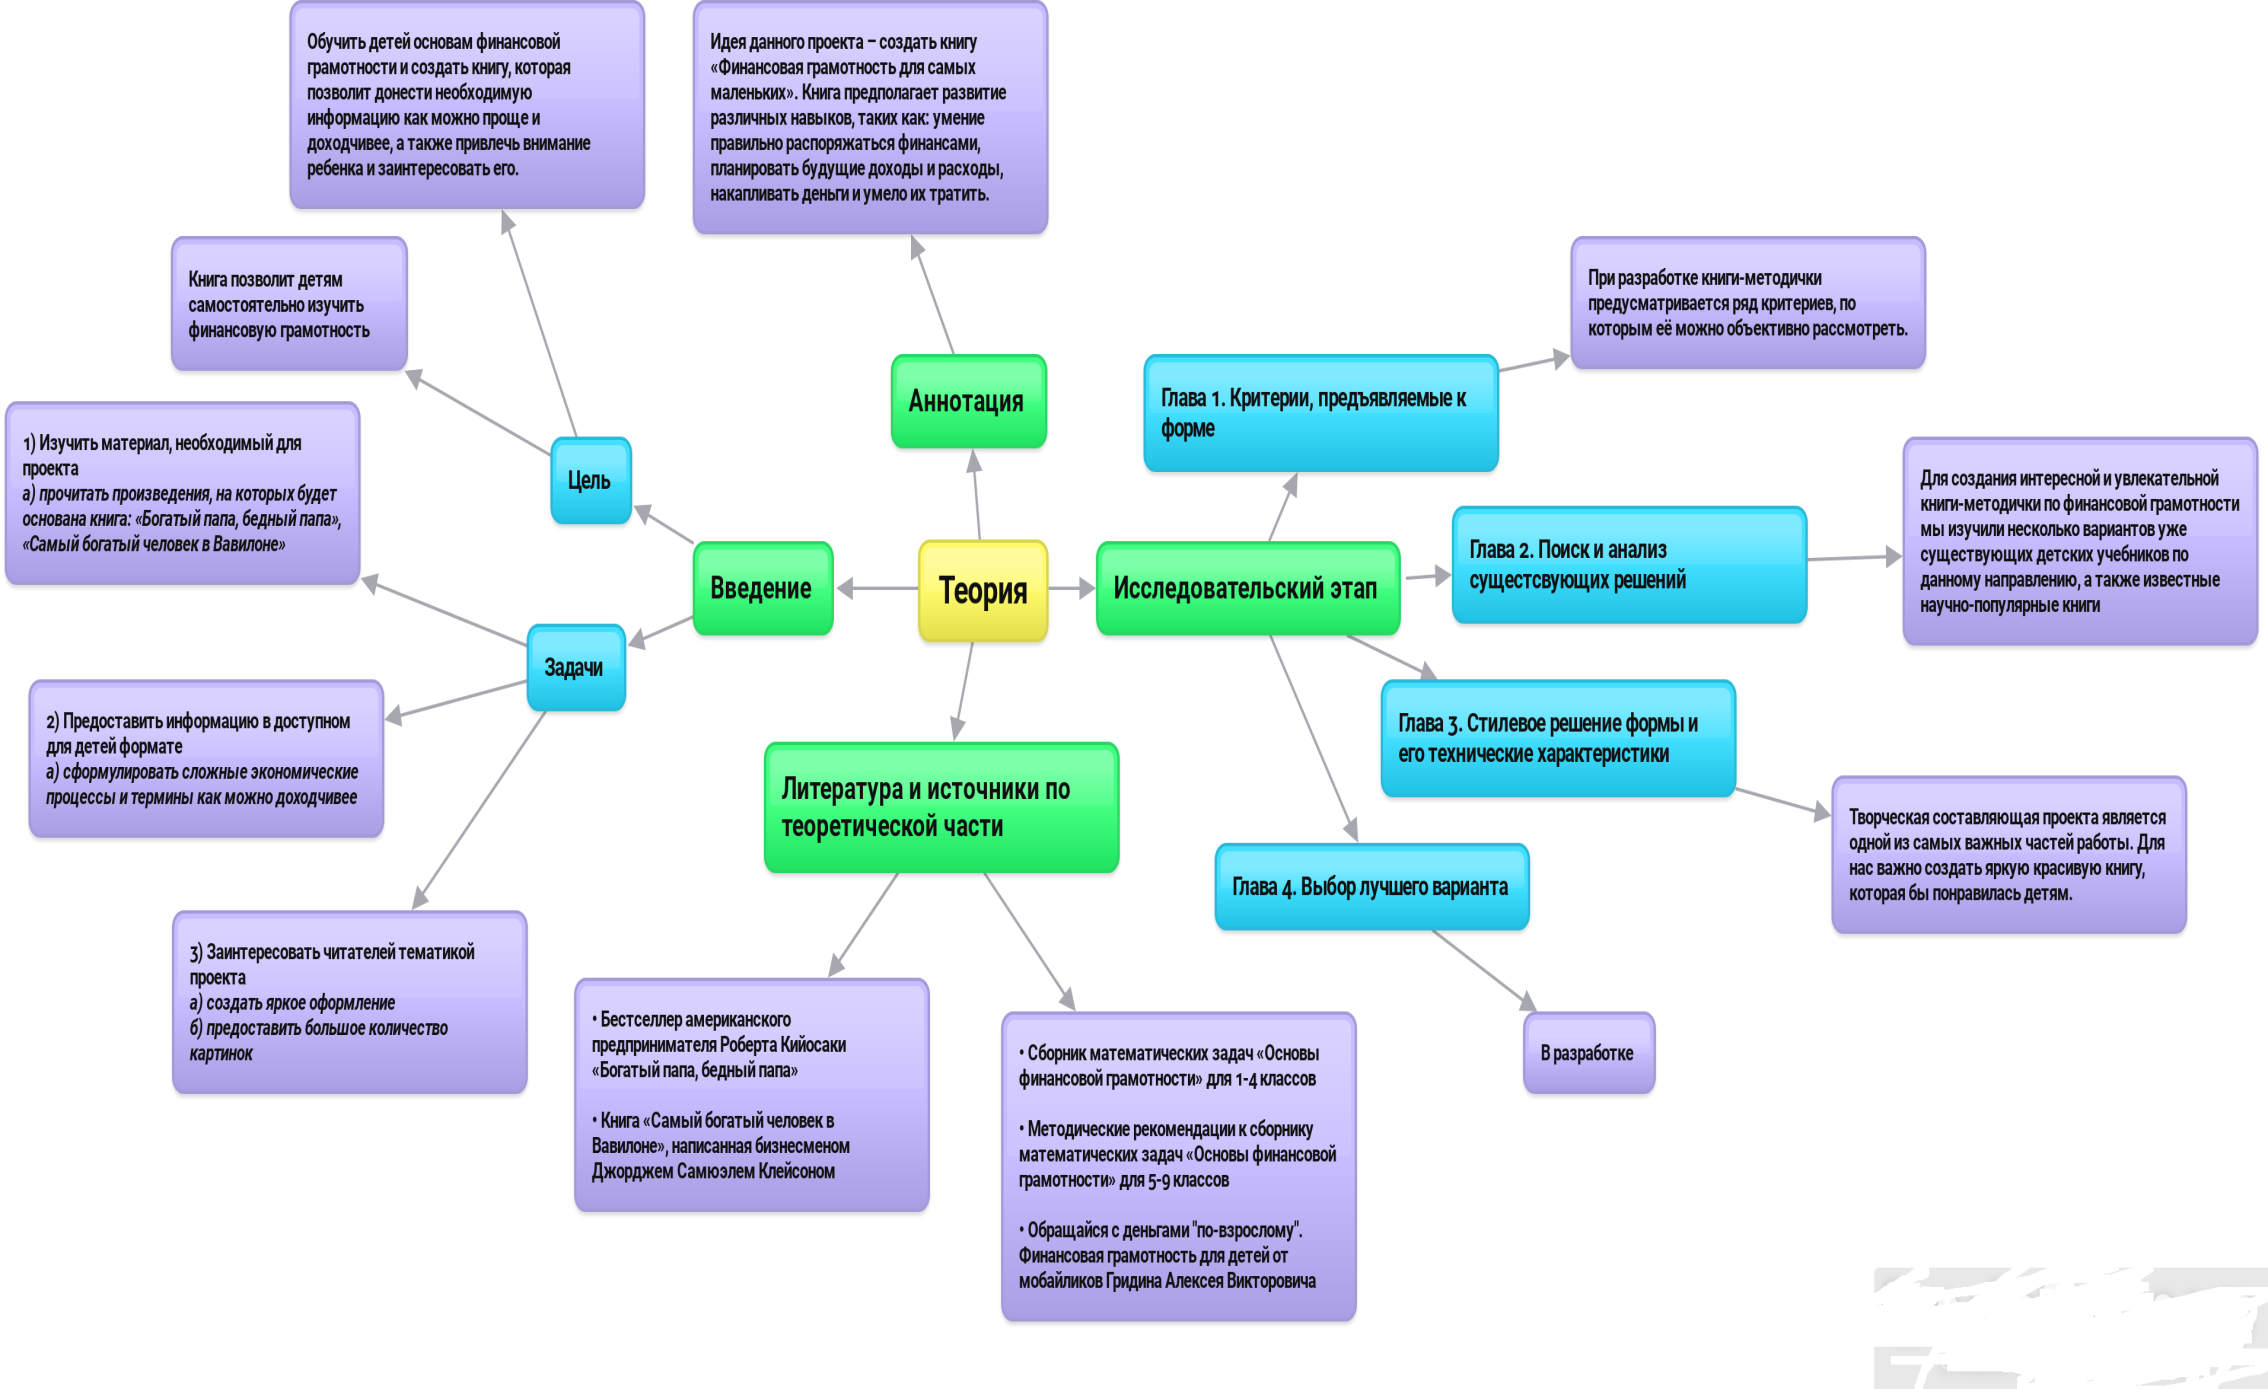 Обучить детей основам финансовой
грамотности и создать книгу, которая
позволит донести необходимую
информацию как можно проще и
доходчивее, а также привлечь внимание
ребенка и заинтересовать его.
Идея данного проекта – создать книгу
«Финансовая грамотность для самых
маленьких». Книга предполагает развитие
различных навыков, таких как: умение
правильно распоряжаться финансами,
планировать будущие доходы и расходы,
накапливать деньги и умело их тратить.
Книга позволит детям
самостоятельно изучить
финансовую грамотность
При разработке книги-методички
предусматривается ряд критериев, по
которым её можно объективно рассмотреть.
Аннотация
Глава 1. Критерии, предъявляемые к
форме
1) Изучить материал, необходимый для
проекта
а) прочитать произведения, на которых будет
основана книга: «Богатый папа, бедный папа»,
«Самый богатый человек в Вавилоне»
Цель
Глава 2. Поиск и анализ
сущестсвующих решений
Для создания интересной и увлекательной
книги-методички по финансовой грамотности
мы изучили несколько вариантов уже
существующих детских учебников по
данному направлению, а также известные
научно-популярные книги
Введение
Теория
Исследовательский этап
Задачи
2) Предоставить информацию в доступном
для детей формате
а) сформулировать сложные экономические
процессы и термины как можно доходчивее
Глава 3. Стилевое решение формы и
его технические характеристики
Литература и источники по
теоретической части
Творческая составляющая проекта является
одной из самых важных частей работы. Для
нас важно создать яркую красивую книгу,
которая бы понравилась детям.
Глава 4. Выбор лучшего варианта
3) Заинтересовать читателей тематикой
проекта
а) создать яркое оформление
б) предоставить большое количество
картинок
• Бестселлер американского
предпринимателя Роберта Кийосаки
«Богатый папа, бедный папа»
• Книга «Самый богатый человек в
Вавилоне», написанная бизнесменом
Джорджем Самюэлем Клейсоном
• Сборник математических задач «Основы
финансовой грамотности» для 1-4 классов
• Методические рекомендации к сборнику
математических задач «Основы финансовой
грамотности» для 5-9 классов
• Обращайся с деньгами "по-взрослому".
Финансовая грамотность для детей от
мобайликов Гридина Алексея Викторовича
В разработке